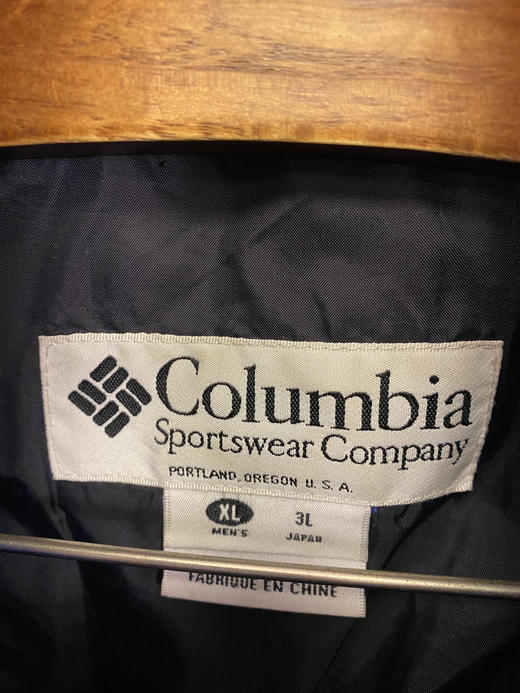 Columbia
Sportswear Company
PORTLAND, OREGON U.S.A.
XL 3L
MEN'S JAPAN
FABRIQUE EN CHINE